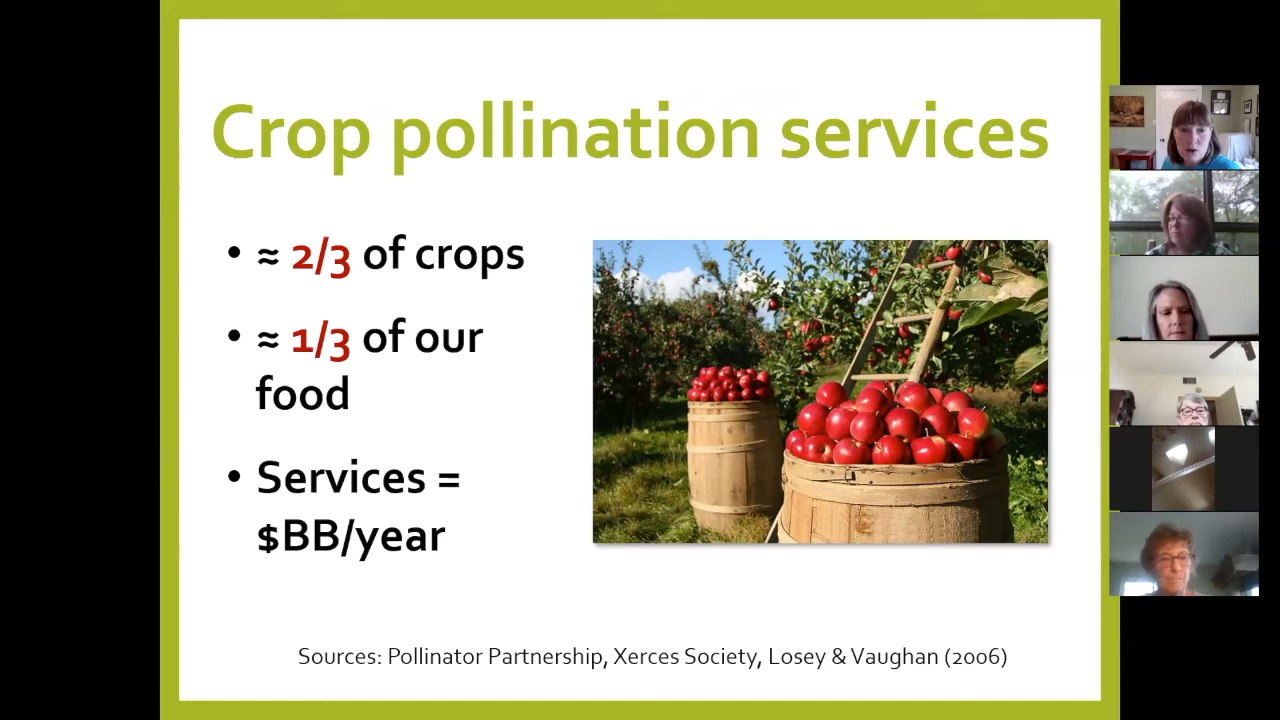 Crop pollination services
• ≈ 2/3 of crops
• ≈ 1/3 of our
food
• Services =
$BB/year
Sources: Pollinator Partnership, Xerces Society, Losey & Vaughan (2006)